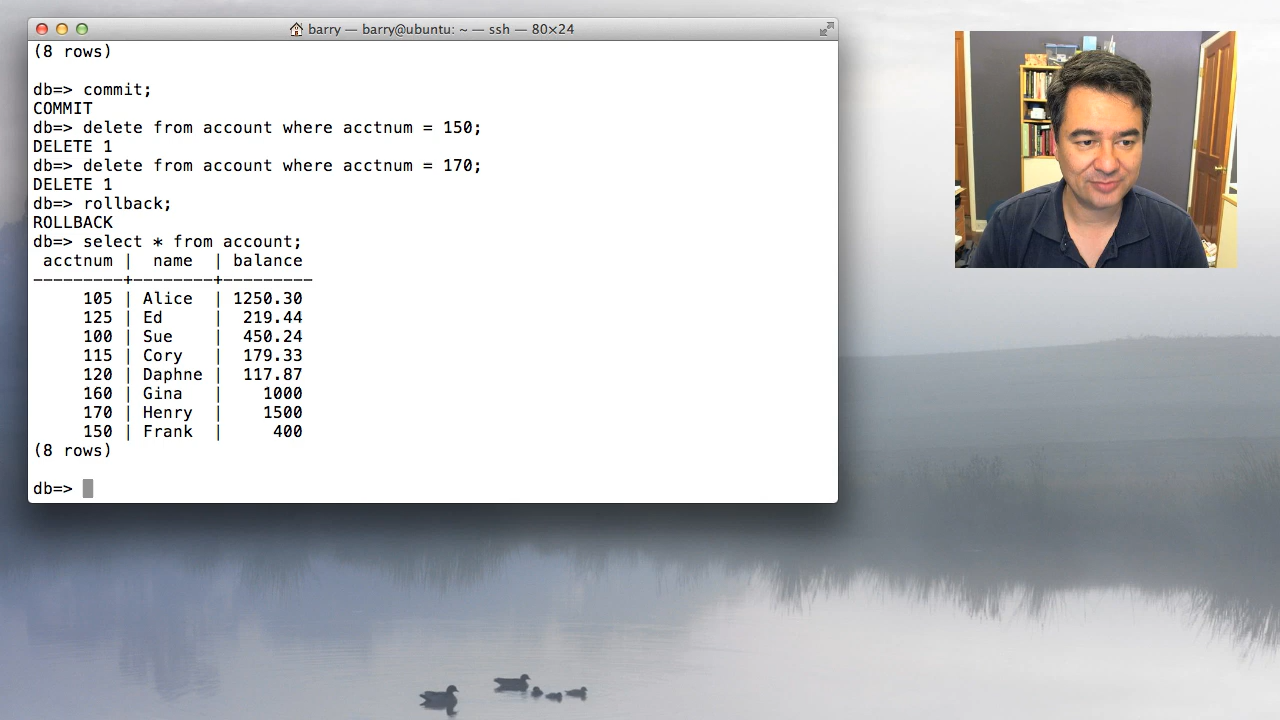 barry — barry@ubuntu: ~ — ssh — 80×24
(8 rows)
db=> commit;
COMMIT
db=> delete from account where acctnum = 150;
DELETE 1
db=> delete from account where acctnum = 170;
DELETE 1
db=> rollback;
ROLLBACK
db=> select * from account;
acctnum | name | balance
---------+--------+---------
105 | Alice | 1250.30
125 | Ed | 219.44
100 | Sue | 450.24
115 | Cory | 179.33
120 | Daphne | 117.87
160 | Gina | 1000
170 | Henry | 1500
150 | Frank | 400
(8 rows)
db=>